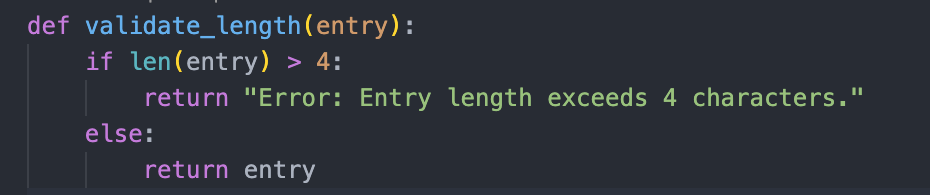 def validate_length(entry):
    if len(entry) > 4:
        return "Error: Entry length exceeds 4 characters."
    else:
        return entry